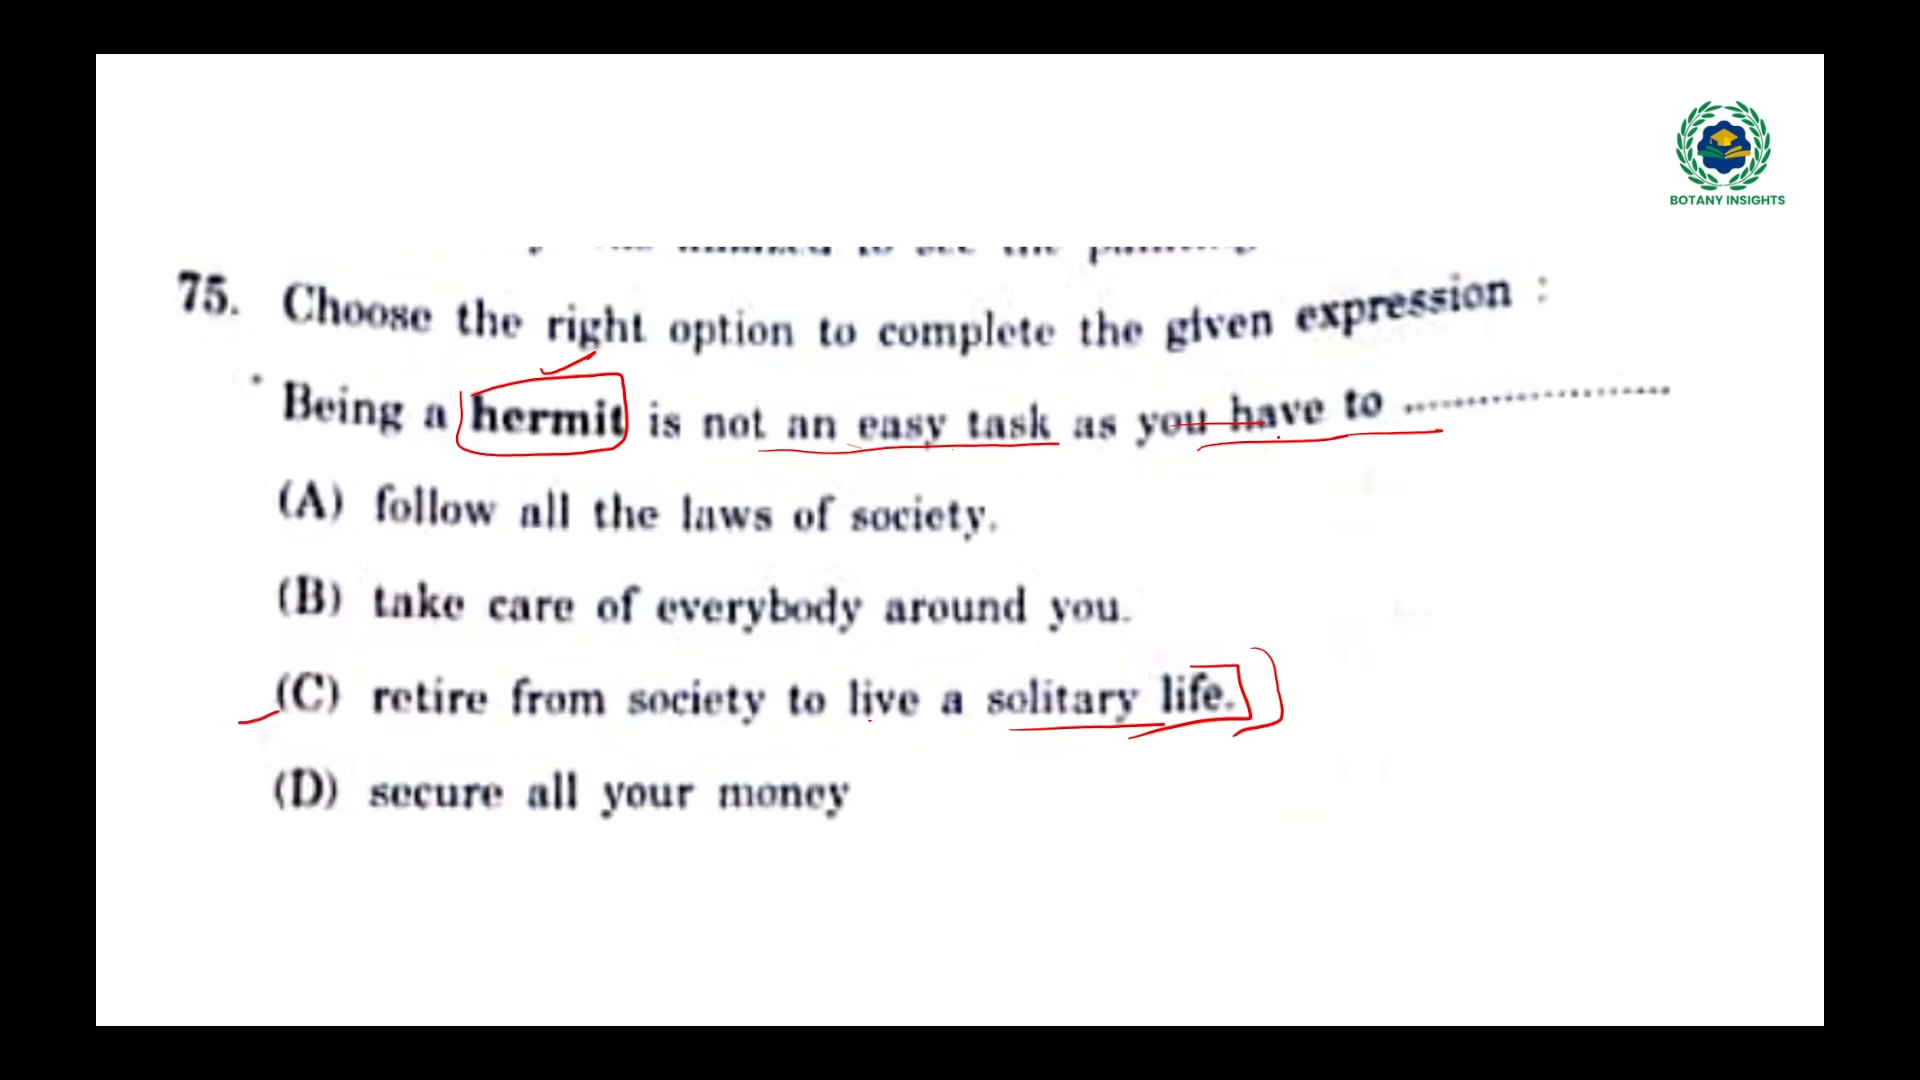 BOTANY INSIGHTS
75. Choose the right option to complete the given expression :
Being a hermit is not an easy task as you have to ....................
(A) follow all the laws of society.
(B) take care of everybody around you.
(C) retire from society to live a solitary life.
(D) secure all your money